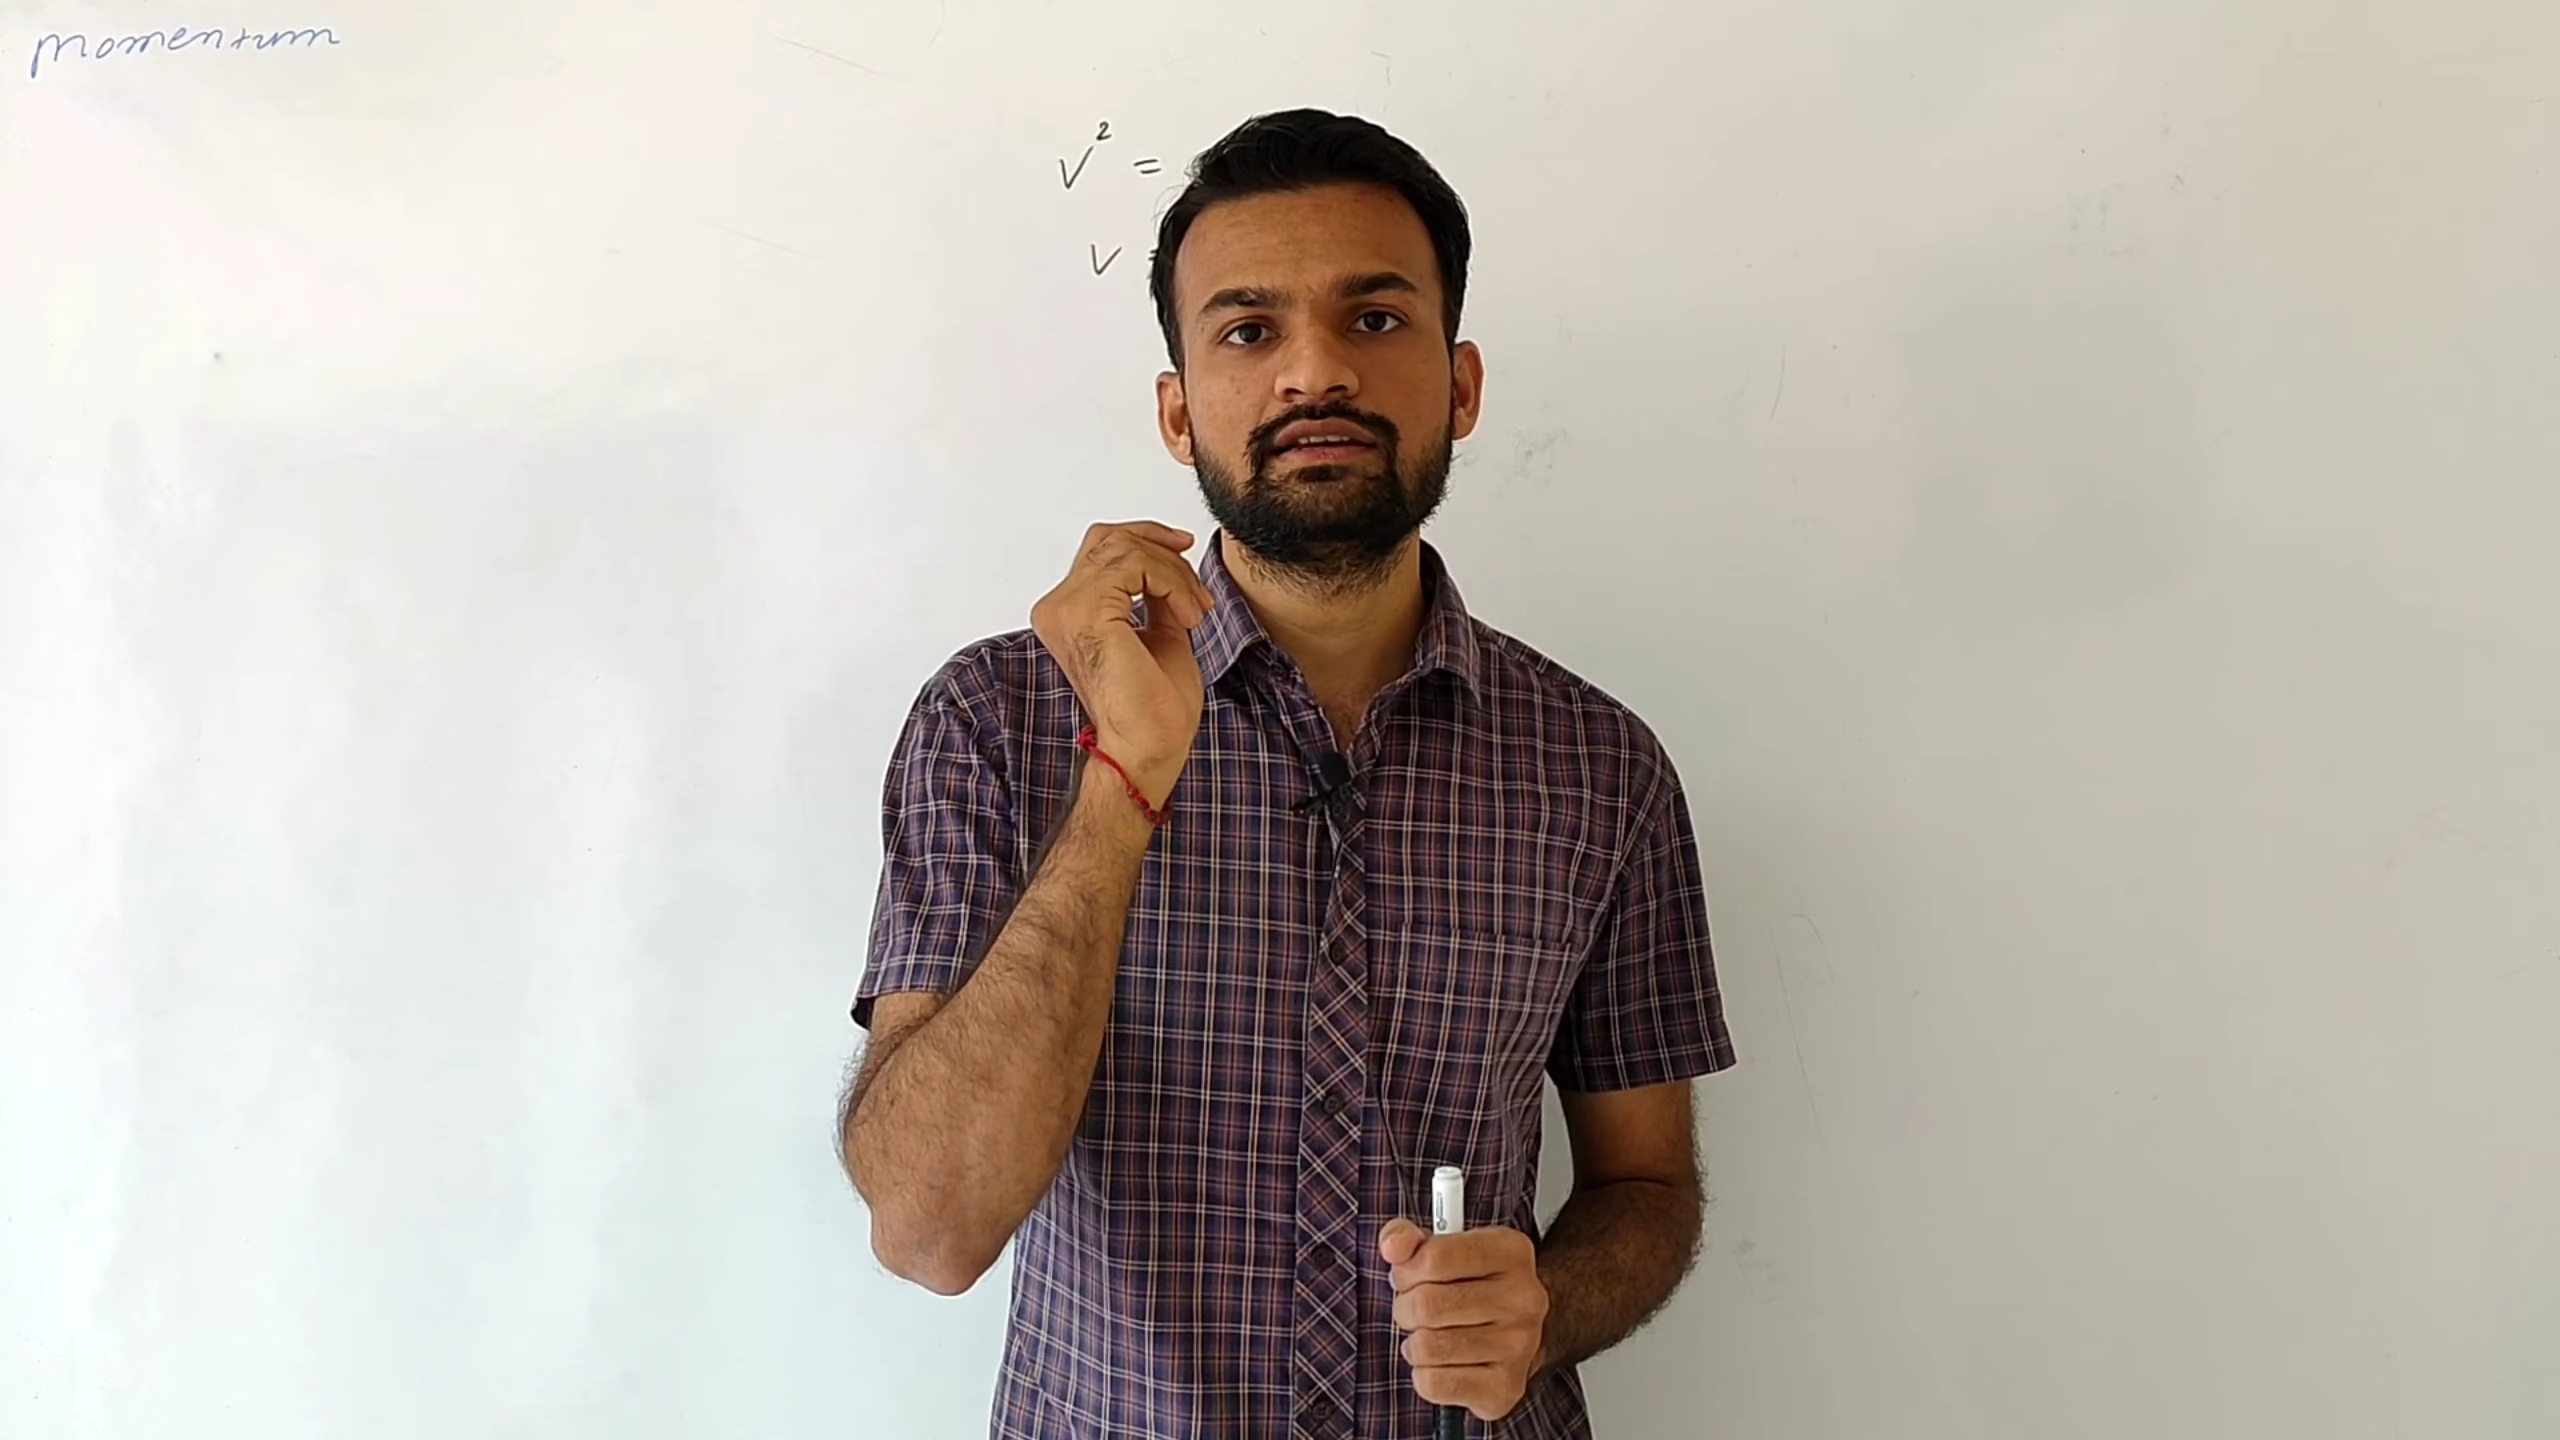 momentum
v² =
v =